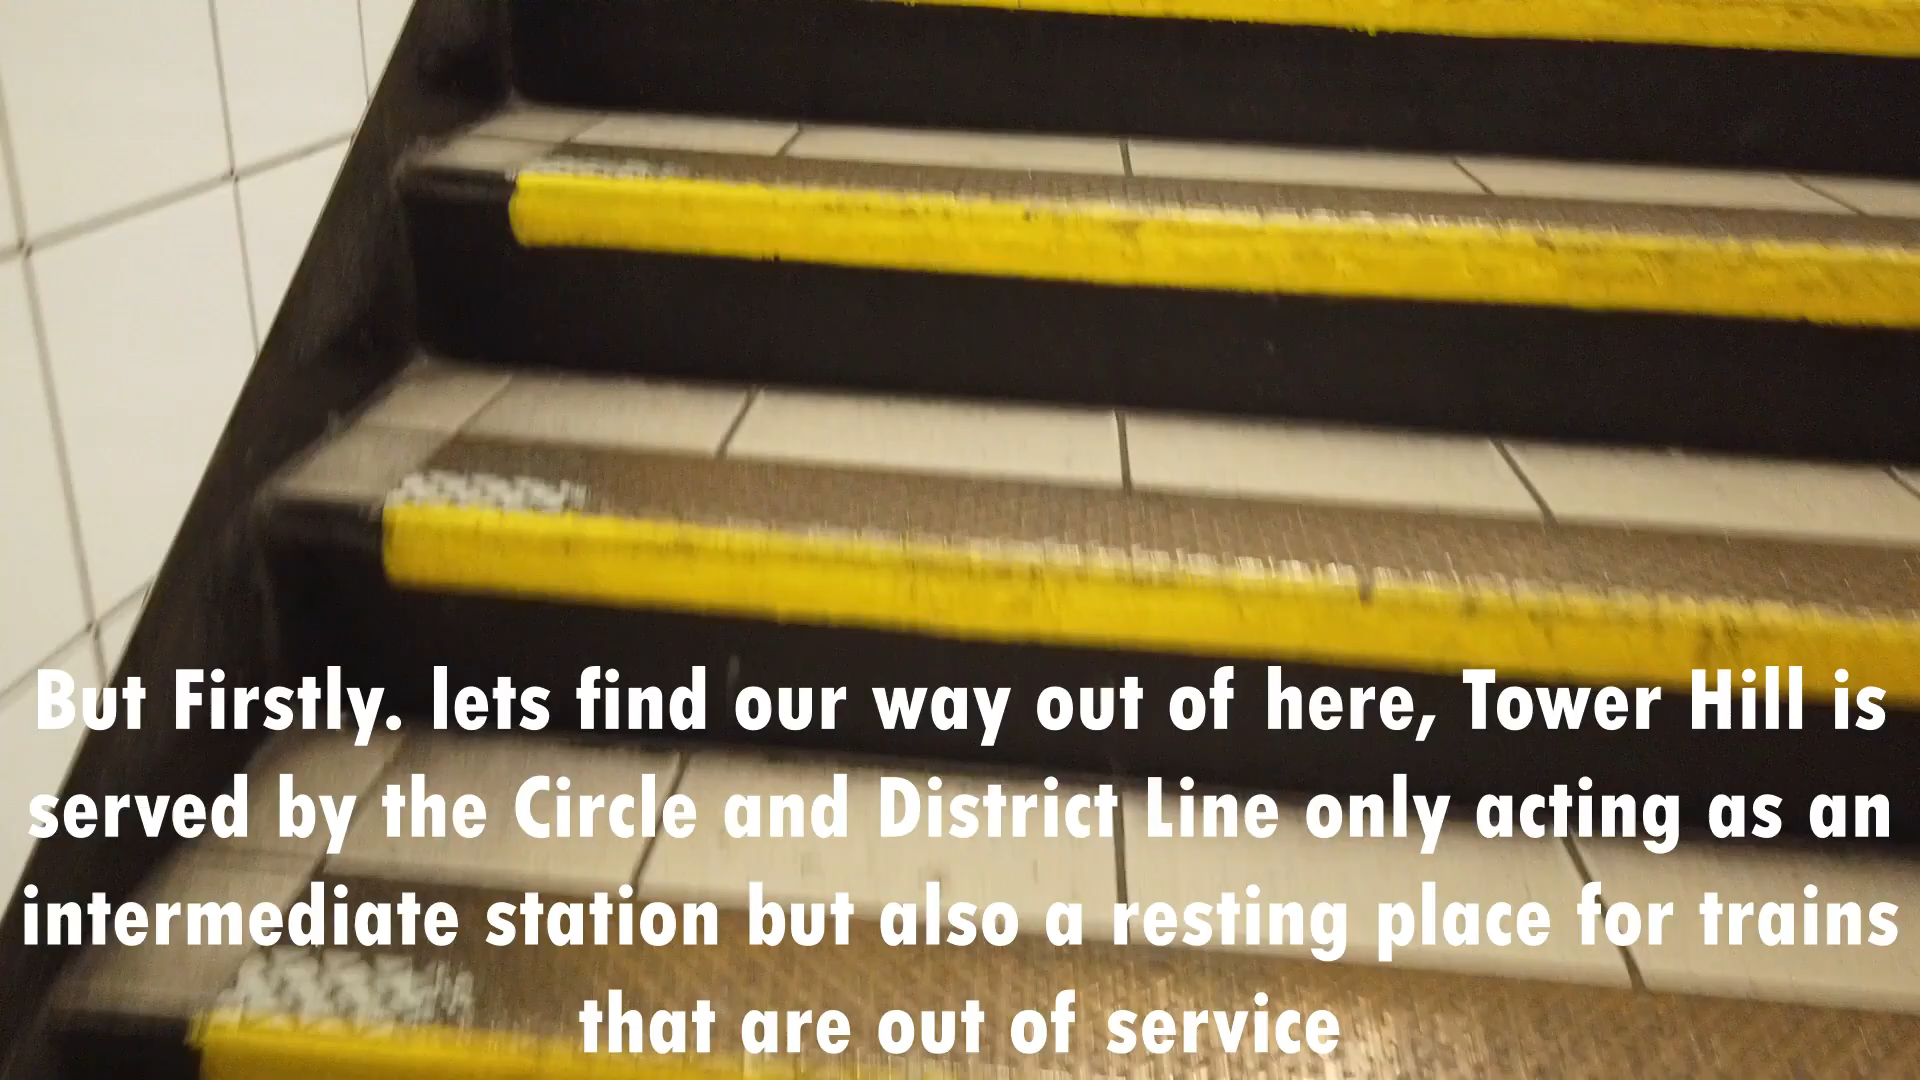 But Firstly. lets find our way out of here, Tower Hill is
served by the Circle and District Line only acting as an
intermediate station but also a resting place for trains
that are out of service